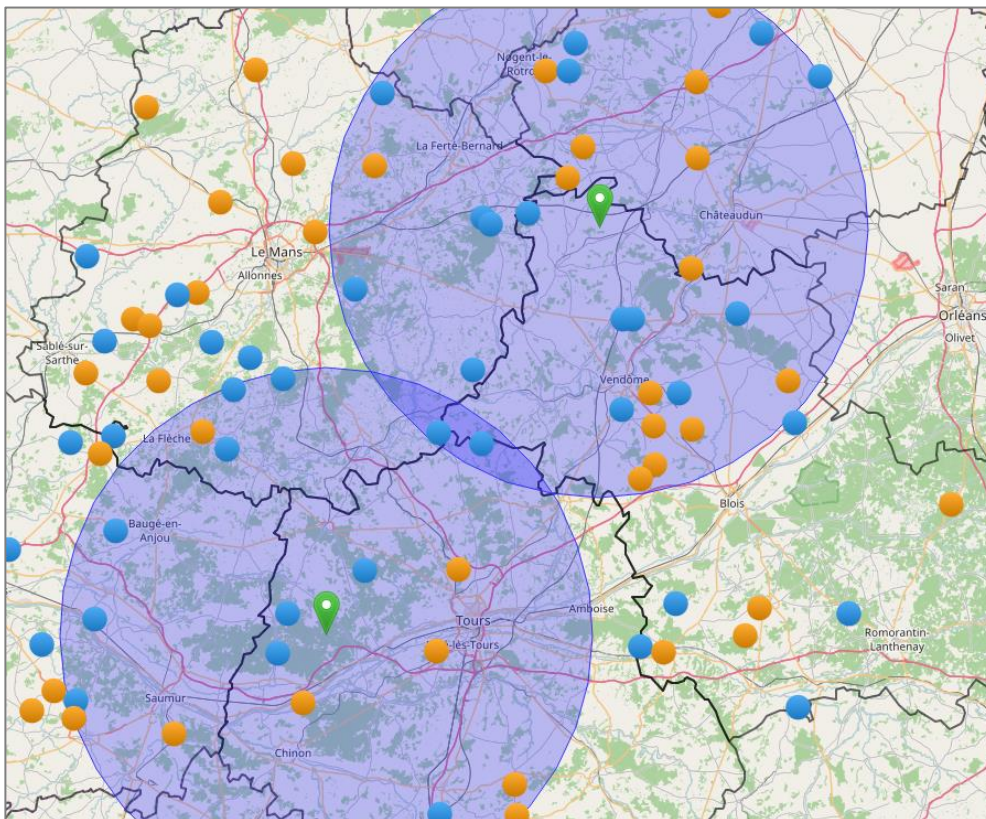 Nogent-le-
Rotro
La Ferté-Bernard
Châteaudun
Le Mans
Allonnes
Saran
Orléans
Olivet
Sablé-sur-
Sarthe
Vendôme
La Flèche
Blois
Baugé-en-
Anjou
Amboise
Tours
-lès-Tours
Romorantin-
Lanthenay
Saumur
Chinon